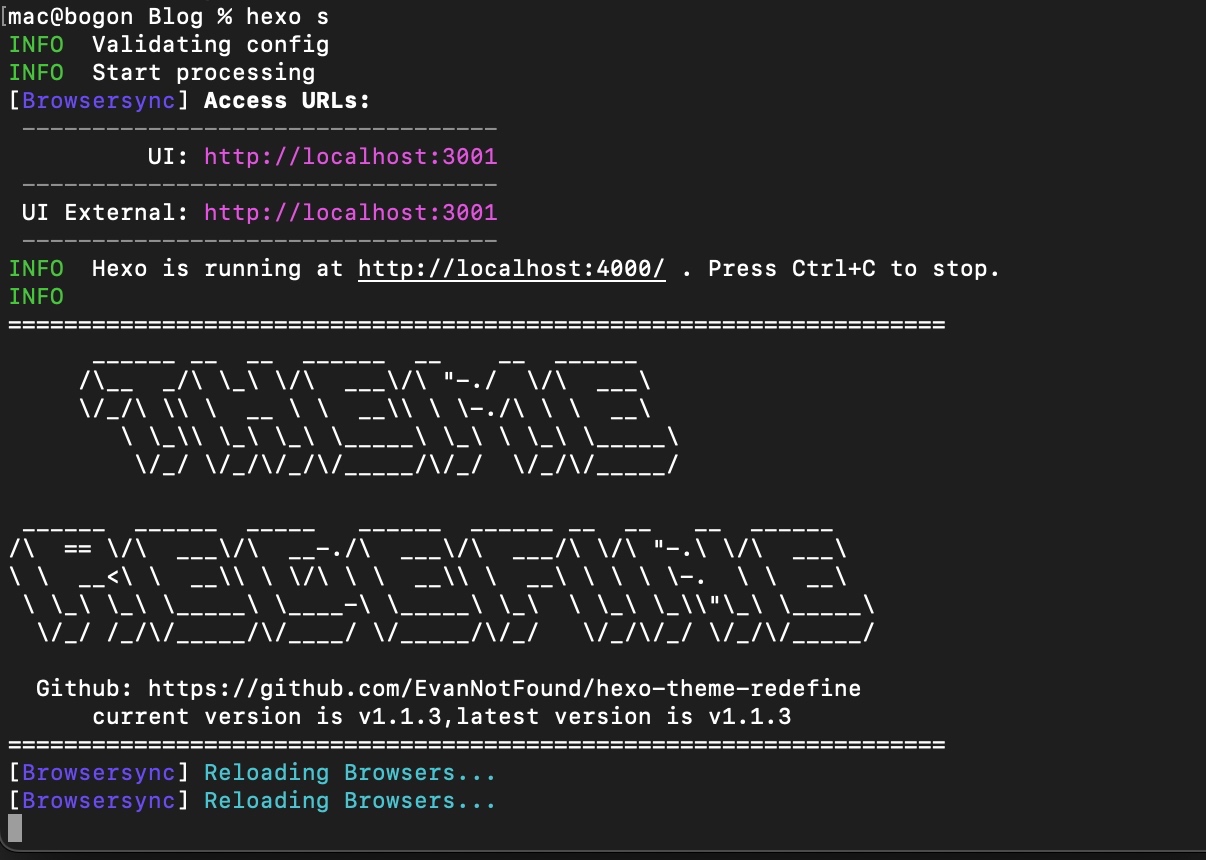 [mac@bogon Blog % hexo s
INFO  Validating config
INFO  Start processing
[Browsersync] Access URLs:
 ----------------------------------
          UI: http://localhost:3001
 ----------------------------------
 UI External: http://localhost:3001
 ----------------------------------
INFO  Hexo is running at http://localhost:4000/ . Press Ctrl+C to stop.
INFO
===================================================================
THEME
REDEFINE
  Github: https://github.com/EvanNotFound/hexo-theme-redefine
      current version is v1.1.3,latest version is v1.1.3
===================================================================
[Browsersync] Reloading Browsers...
[Browsersync] Reloading Browsers...